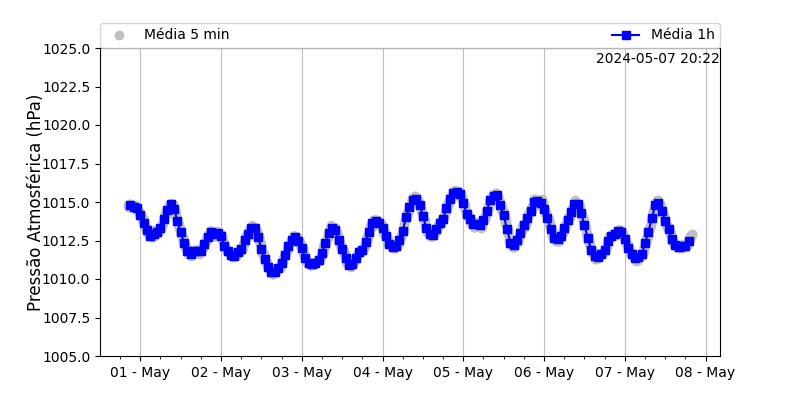 Média 5 min
Média 1h
2024-05-07 20:22
Pressão Atmosférica (hPa)
1025.0
1022.5
1020.0
1017.5
1015.0
1012.5
1010.0
1007.5
1005.0
01 - May
02 - May
03 - May
04 - May
05 - May
06 - May
07 - May
08 - May